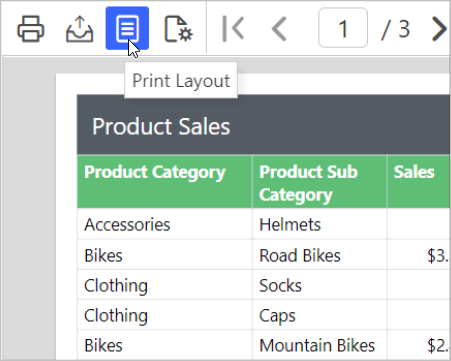 1 / 3
Print Layout
Product Sales
Product Category Product Sub Category Sales
Accessories Helmets
Bikes Road Bikes $3.
Clothing Socks
Clothing Caps
Bikes Mountain Bikes $2.